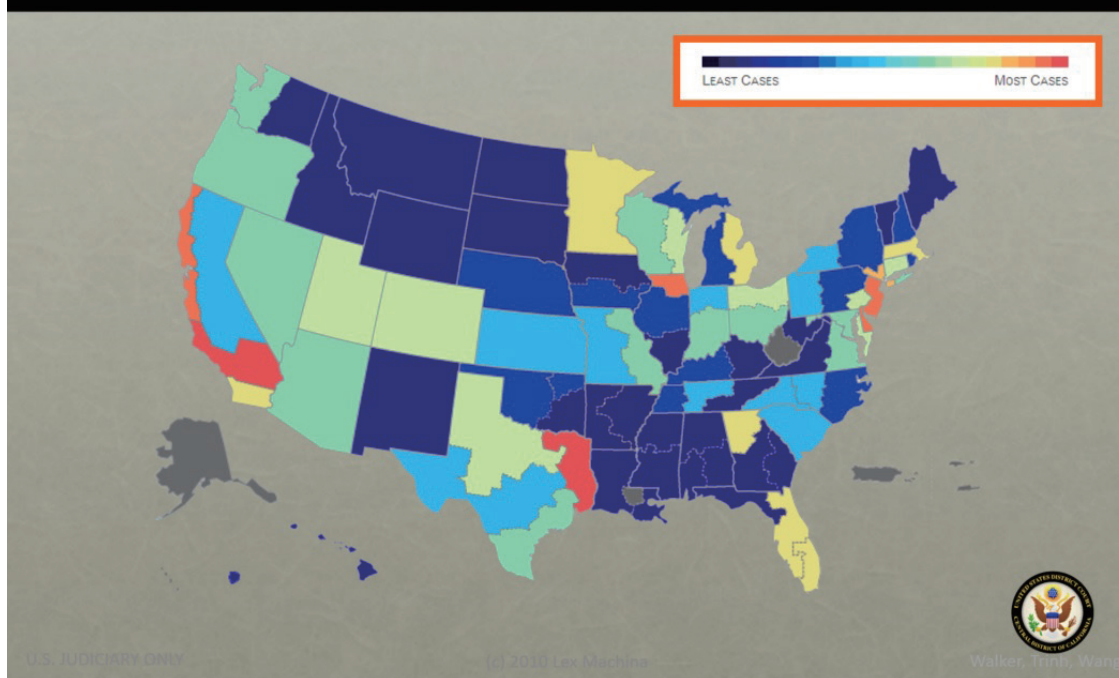 LEAST CASES
MOST CASES
UNITED STATES DISTRICT COURT
CENTRAL DISTRICT OF CALIFORNIA
U.S. JUDICIARY ONLY
(c) 2010 Lex Machina
Walker, Trinh, Wang